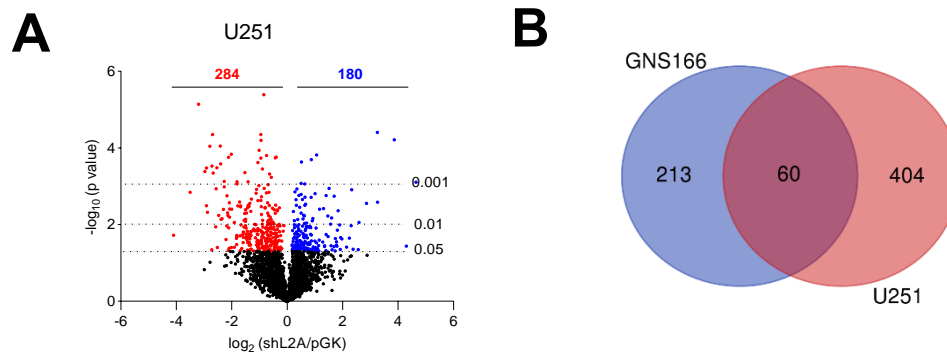 A
U251
284
180
6
4
2
0
-log10 (p value)
0.001
0.01
0.05
-6 -4 -2 0 2 4 6
log2 (shL2A/pGK)
B
GNS166
213
60
404
U251